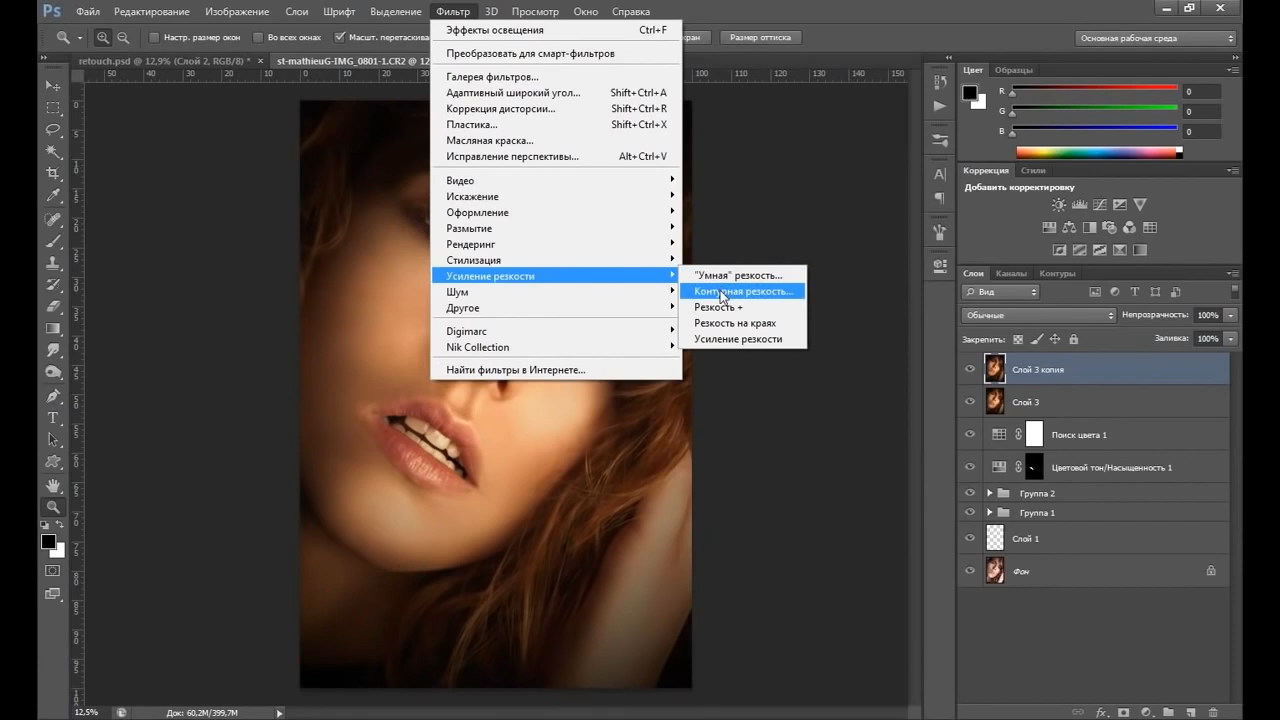 Ps Файл Редактирование Изображение Слои Шрифт Выделение Фильтр 3D Просмотр Окно Справка
Настр. размер окон Во всех окнах Масшт. перетаскива ран Размер оттиска Основная рабочая среда
retouch.psd @ 12,9% (Слой 2, RGB/8) * × st-mathieuG-IMG_0801-1.CR2 @ 12
50 40 30 20 10 0 10 20 30 100 110 120 130 140 150
Эффекты освещения Ctrl+F
Преобразовать для смарт-фильтров
Галерея фильтров...
Адаптивный широкий угол... Shift+Ctrl+A
Коррекция дисторсии... Shift+Ctrl+R
Пластика... Shift+Ctrl+X
Масляная краска...
Исправление перспективы... Alt+Ctrl+V
Видео
Искажение
Оформление
Размытие
Рендеринг
Стилизация
Усиление резкости
Шум
Другое
Digimarc
Nik Collection
Найти фильтры в Интернете...
"Умная" резкость...
Контурная резкость...
Резкость +
Резкость на краях
Усиление резкости
Цвет Образцы
R 0
G 0
B 0
Коррекция Стили
Добавить корректировку
Слои Каналы Контуры
Вид
Обычные Непрозрачность: 100%
Закрепить: Заливка: 100%
Слой 3 копия
Слой 3
Поиск цвета 1
Цветовой тон/Насыщенность 1
Группа 2
Группа 1
Слой 1
Фон
12,5% Док: 60,2M/399,7M